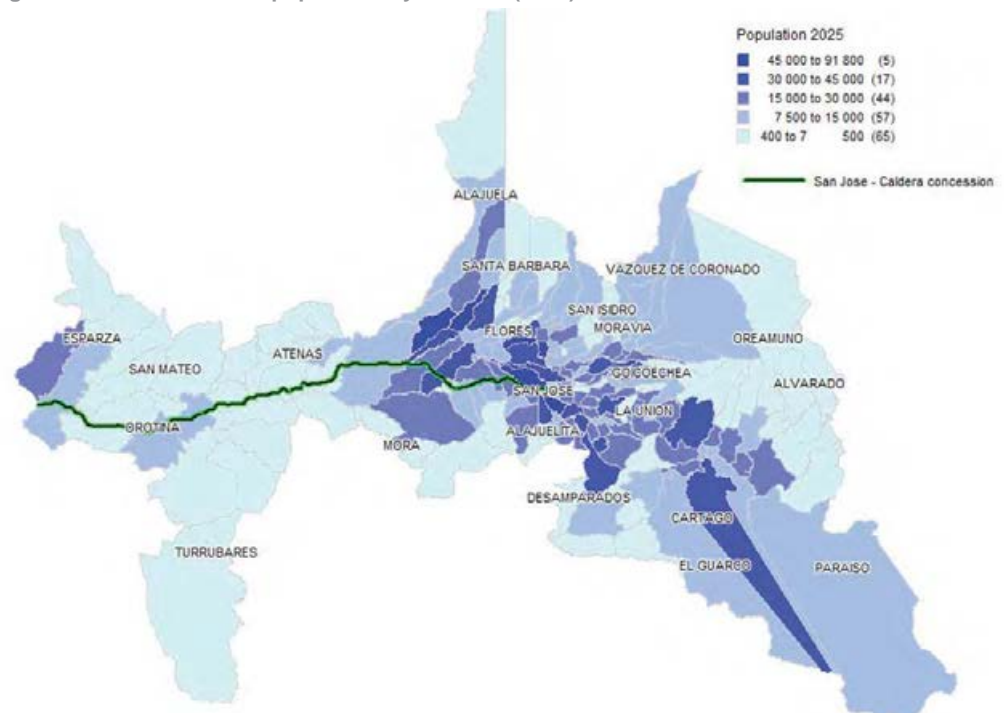 Population 2025
45 000 to 91 800 (5)
30 000 to 45 000 (17)
15 000 to 30 000 (44)
7 500 to 15 000 (57)
400 to 7 500 (65)
San Jose - Caldera concession
ALAJUELA
SANTA BARBARA
VAZQUEZ DE CORONADO
SAN ISIDRO
FLORES
MORAVIA
ESPARZA
OREAMUNO
ATENAS
SAN MATEO
GOICOECHEA
ALVARADO
SAN JOSE
LA UNION
OROTINA
ALAJUELITA
MORA
DESAMPARADOS
CARTAGO
TURRUBARES
EL GUARCO
PARAISO